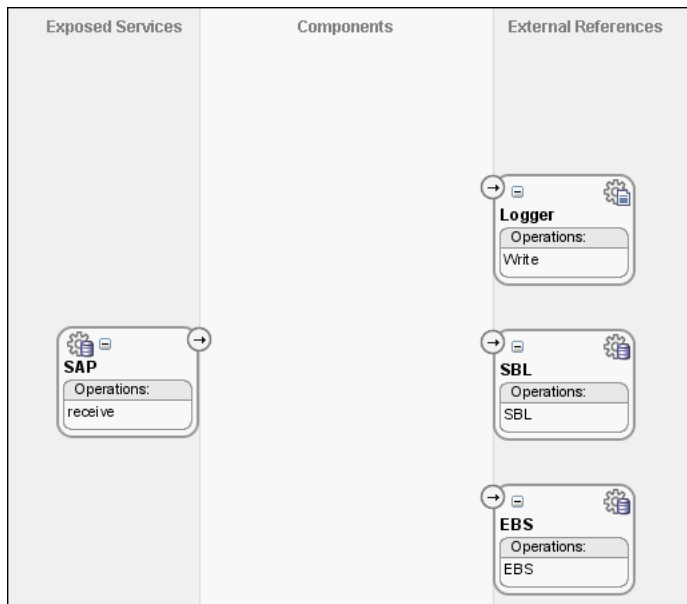 Exposed Services
Components
External References
Logger
Operations:
Write
SAP
Operations:
receive
SBL
Operations:
SBL
EBS
Operations:
EBS